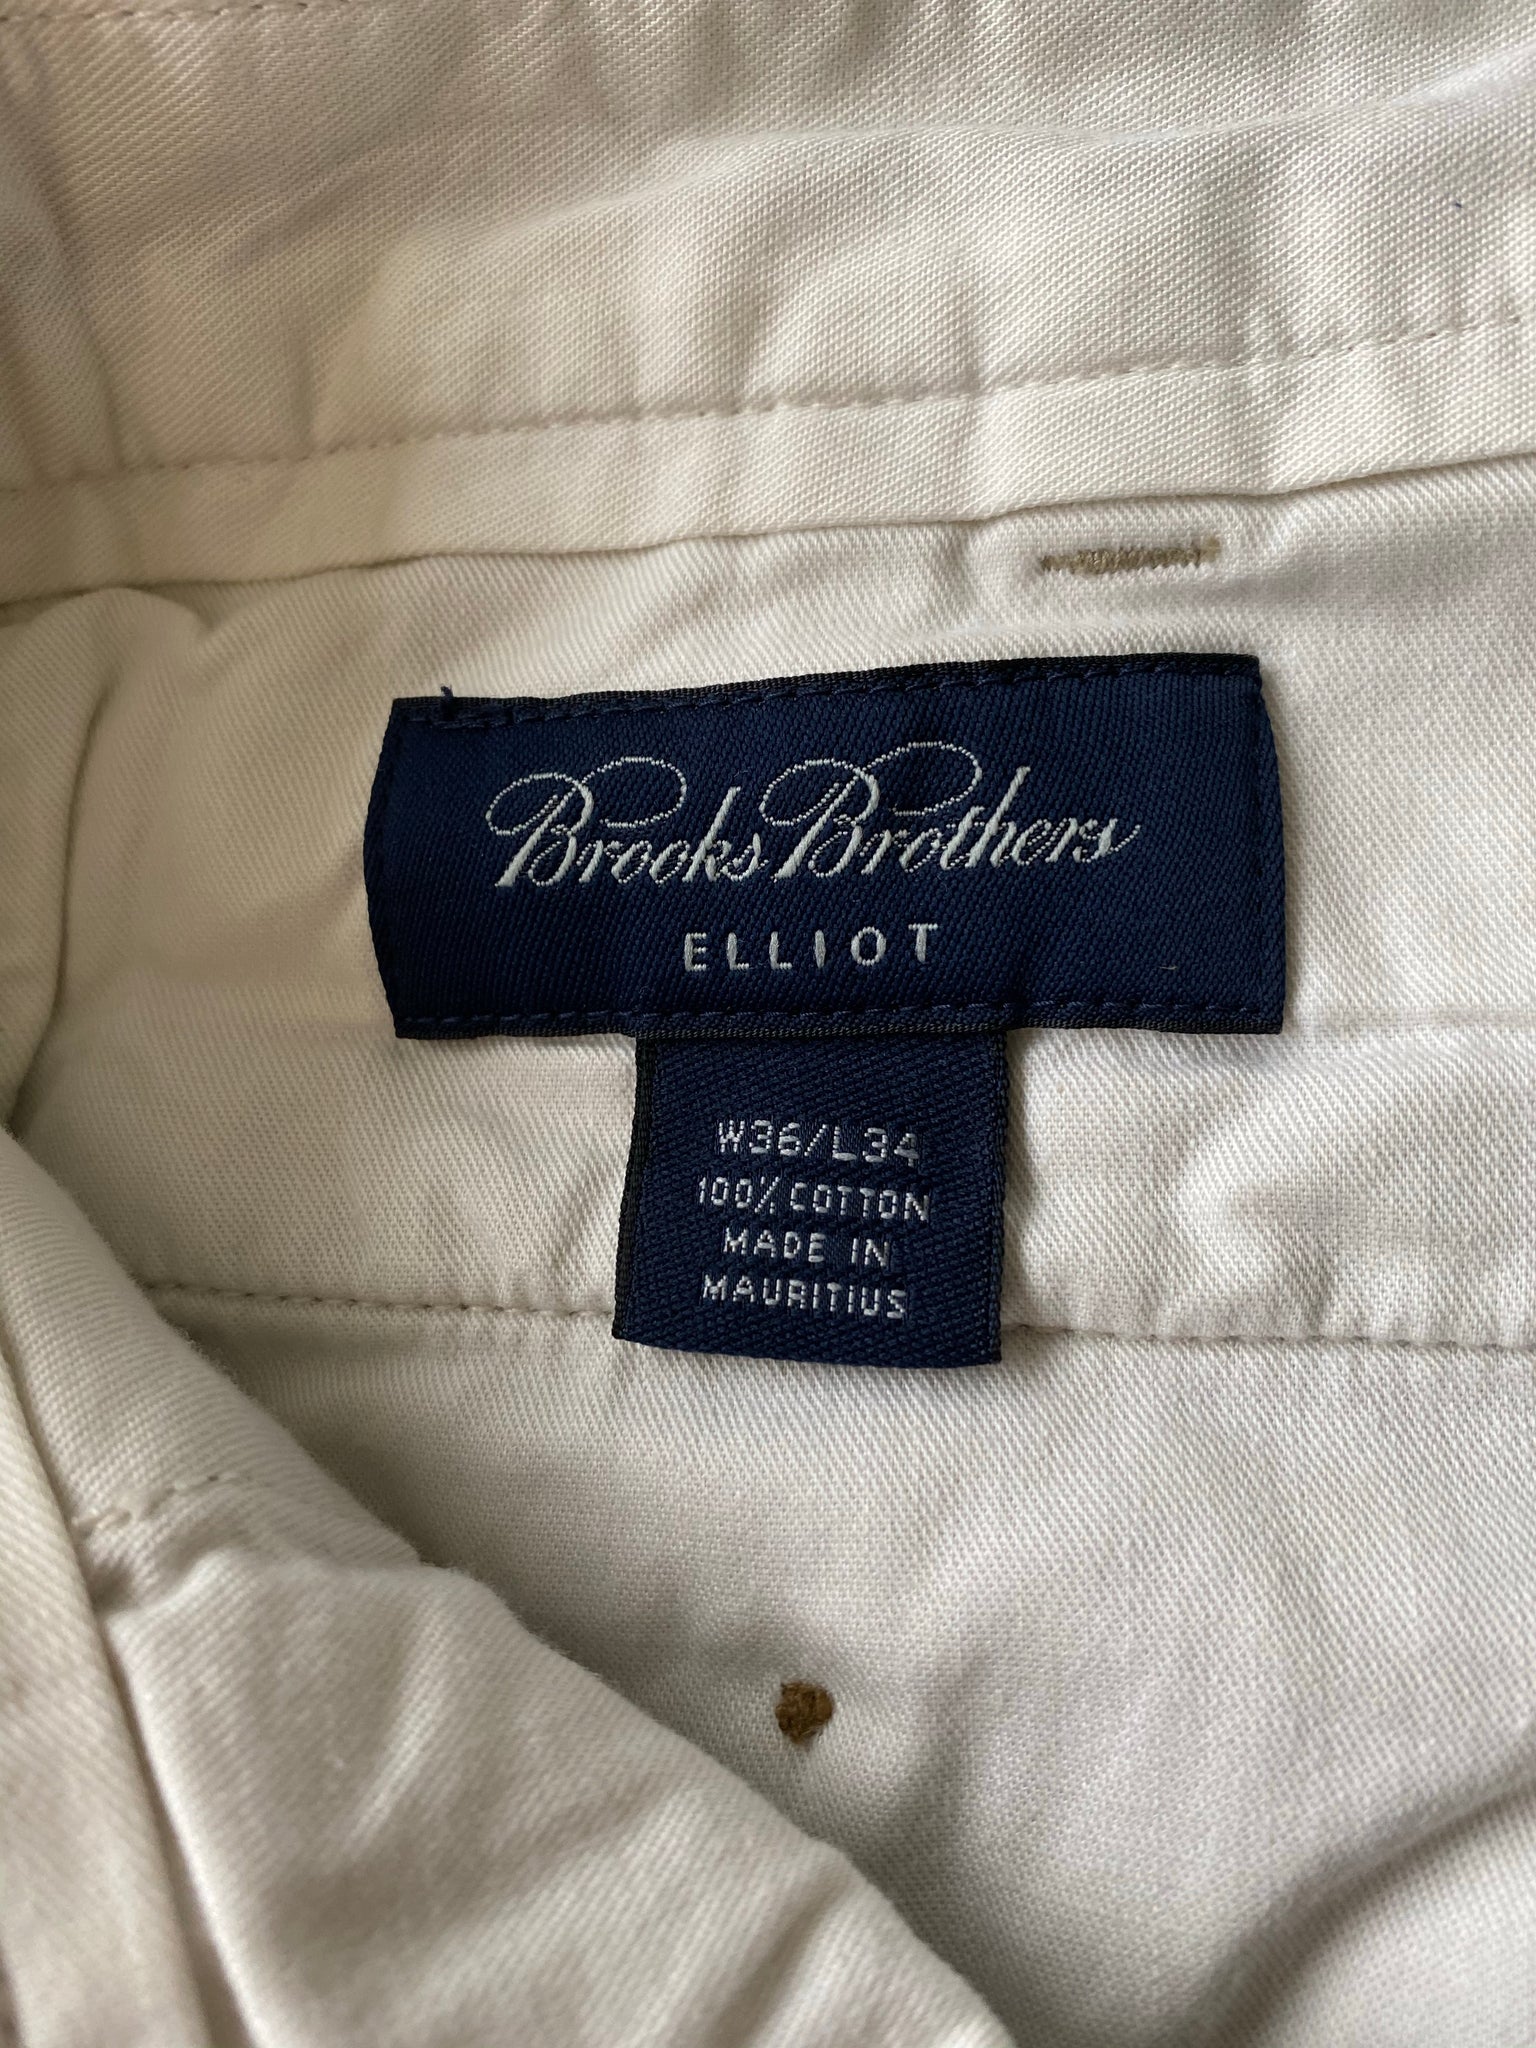 Brooks Brothers
ELLIOT
W36/L34
100% COTTON
MADE IN
MAURITIUS